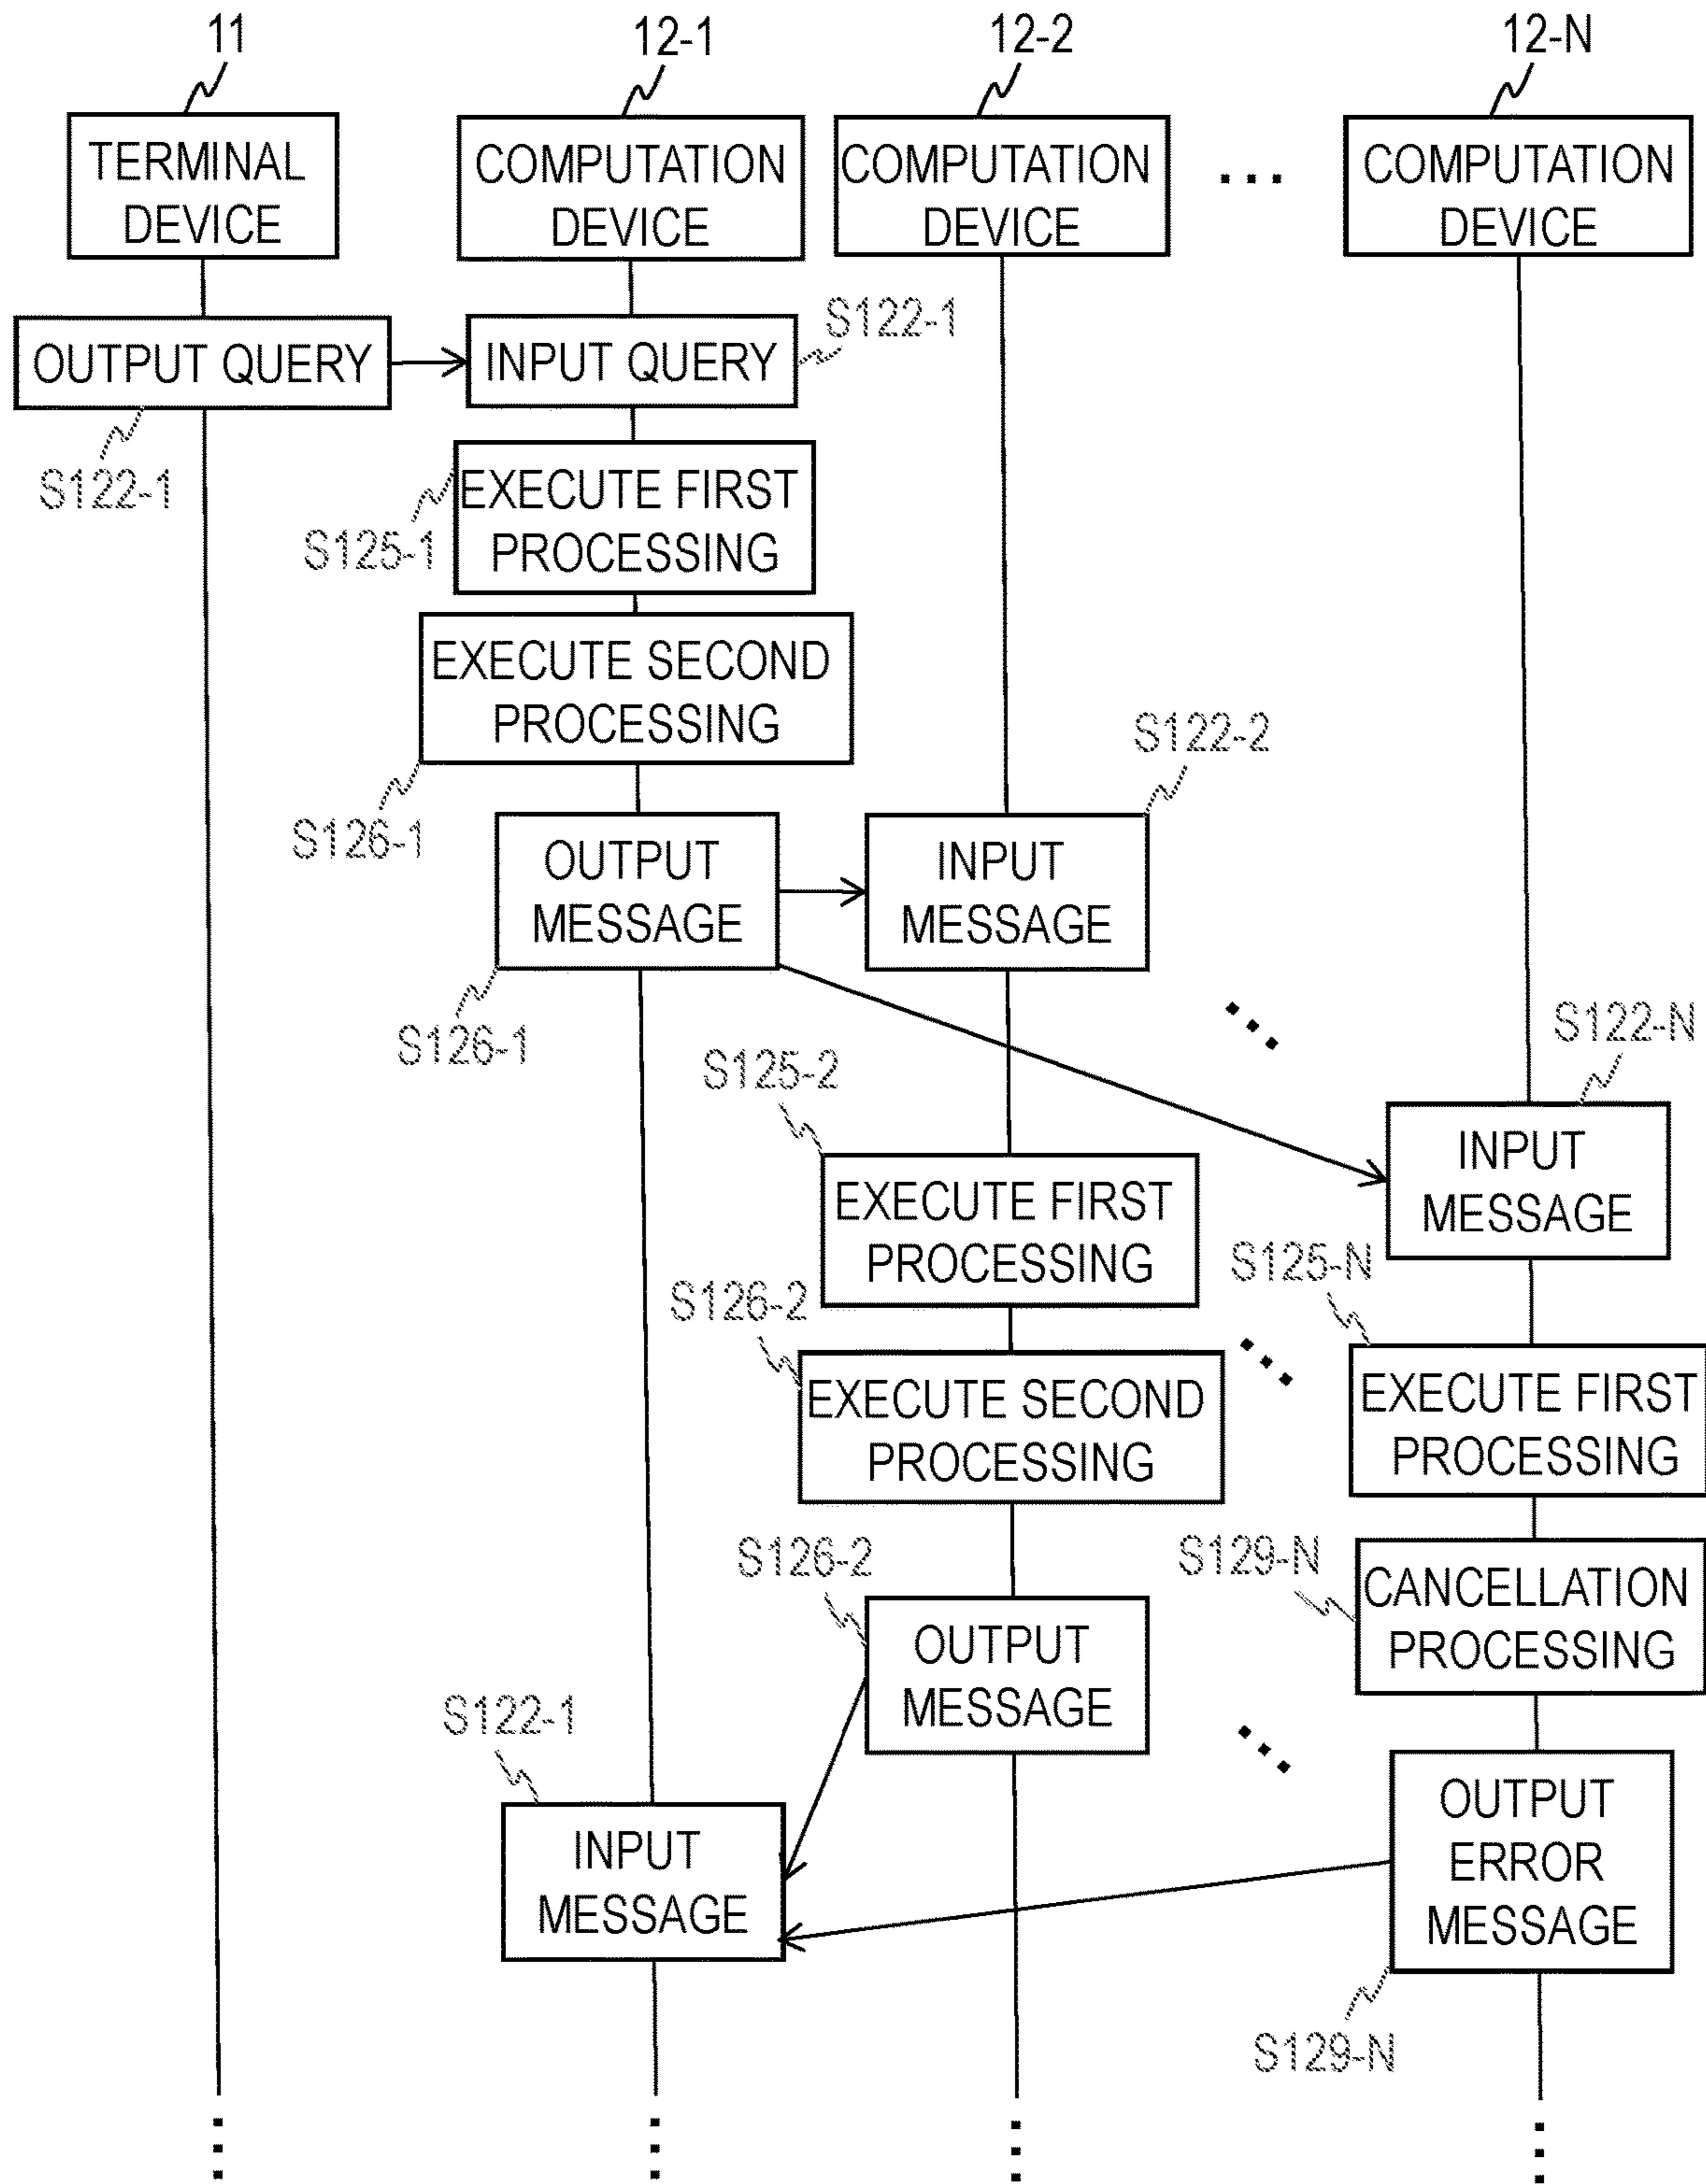 11
12-1
12-2
12-N
TERMINAL
DEVICE
COMPUTATION
DEVICE
COMPUTATION
DEVICE
...
COMPUTATION
DEVICE
OUTPUT QUERY
S122-1
INPUT QUERY
S122-1
EXECUTE FIRST
PROCESSING
S125-1
EXECUTE SECOND
PROCESSING
S126-1
OUTPUT
MESSAGE
S126-1
S122-2
INPUT
MESSAGE
S122-N
INPUT
MESSAGE
S125-2
EXECUTE FIRST
PROCESSING
S125-N
EXECUTE FIRST
PROCESSING
S126-2
EXECUTE SECOND
PROCESSING
S129-N
CANCELLATION
PROCESSING
S126-2
OUTPUT
MESSAGE
S122-1
INPUT
MESSAGE
OUTPUT
ERROR
MESSAGE
S129-N